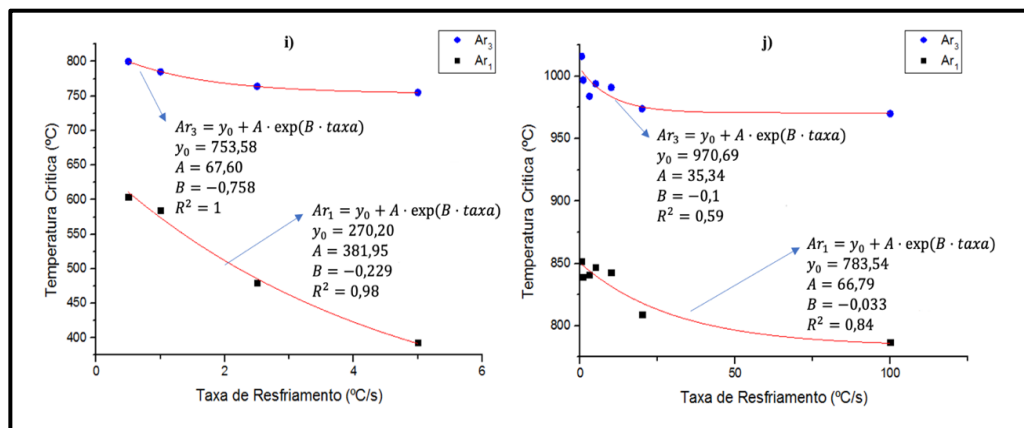 i)
Ar3
Ar1
Temperatura Critica (ºC)
800
750
700
650
600
550
500
450
400
Ar3 = y0 + A · exp(B · taxa)
y0 = 753,58
A = 67,60
B = −0,758
R² = 1
Ar1 = y0 + A · exp(B · taxa)
y0 = 270,20
A = 381,95
B = −0,229
R² = 0,98
0
2
4
6
Taxa de Resfriamento (ºC/s)
j)
Ar3
Ar1
Temperatura Crítica (ºC)
1000
950
900
850
800
Ar3 = y0 + A · exp(B · taxa)
y0 = 970,69
A = 35,34
B = −0,1
R² = 0,59
Ar1 = y0 + A · exp(B · taxa)
y0 = 783,54
A = 66,79
B = −0,033
R² = 0,84
0
50
100
Taxa de Resfriamento (ºC/s)